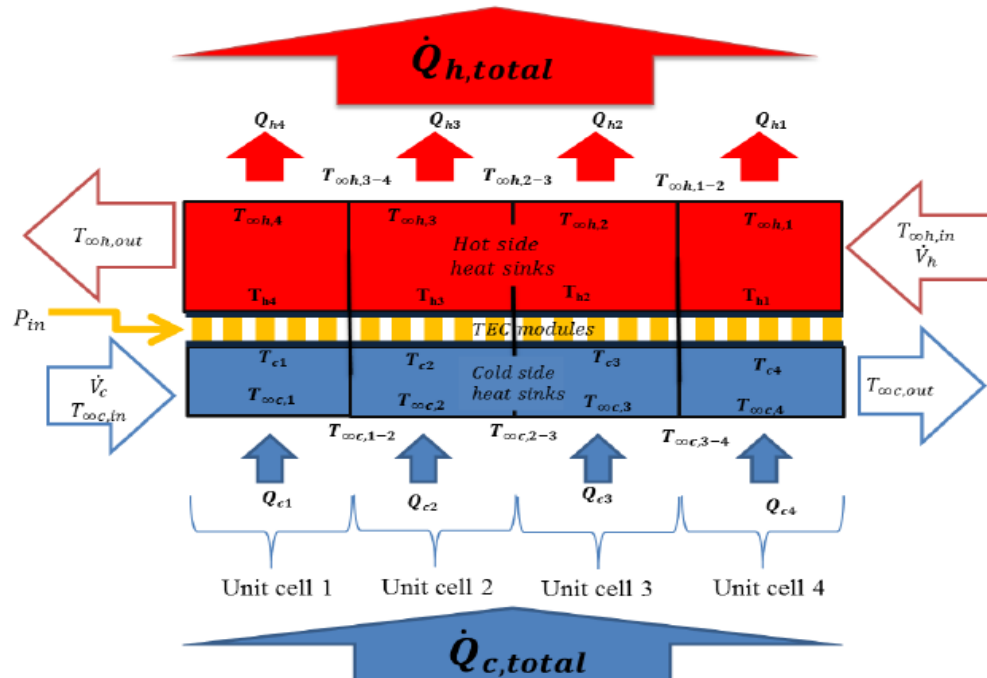 Q̇h,total
Qh4 Qh3 Qh2 Qh1
T∞h,3−4 T∞h,2−3 T∞h,1−2
T∞h,4 T∞h,3 T∞h,2 T∞h,1
T∞h,out
T∞h,in
V̇h
Hot side
heat sinks
Th4 Th3 Th2 Th1
Pin
TEC modules
Tc1 Tc2 Tc3 Tc4
V̇c
T∞c,in
Cold side
heat sinks
T∞c,1 T∞c,2 T∞c,3 T∞c,4
T∞c,out
T∞c,1−2 T∞c,2−3 T∞c,3−4
Qc1 Qc2 Qc3 Qc4
Unit cell 1 Unit cell 2 Unit cell 3 Unit cell 4
Q̇c,total